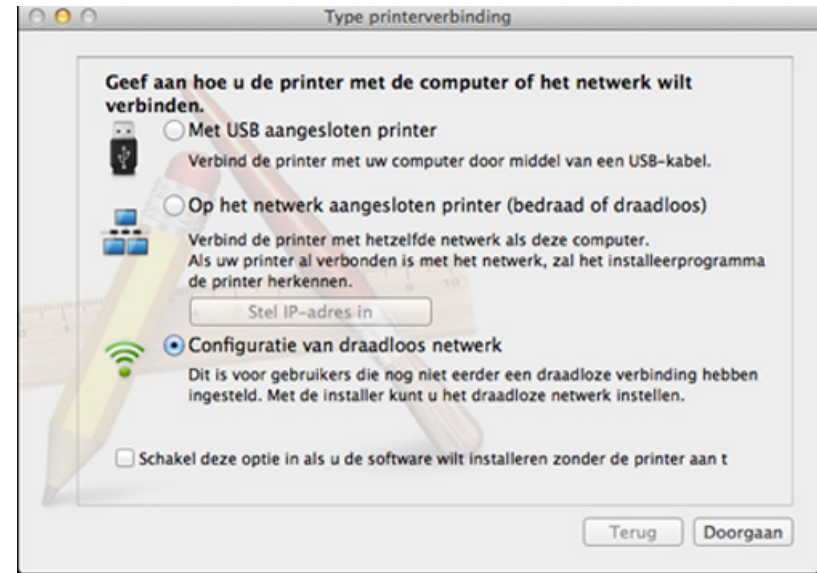 Type printerverbinding
Geef aan hoe u de printer met de computer of het netwerk wilt
verbinden.
Met USB aangesloten printer
Verbind de printer met uw computer door middel van een USB-kabel.
Op het netwerk aangesloten printer (bedraad of draadloos)
Verbind de printer met hetzelfde netwerk als deze computer.
Als uw printer al verbonden is met het netwerk, zal het installeerprogramma
de printer herkennen.
Stel IP-adres in
Configuratie van draadloos netwerk
Dit is voor gebruikers die nog niet eerder een draadloze verbinding hebben
ingesteld. Met de installer kunt u het draadloze netwerk instellen.
Schakel deze optie in als u de software wilt installeren zonder de printer aan t
Terug
Doorgaan